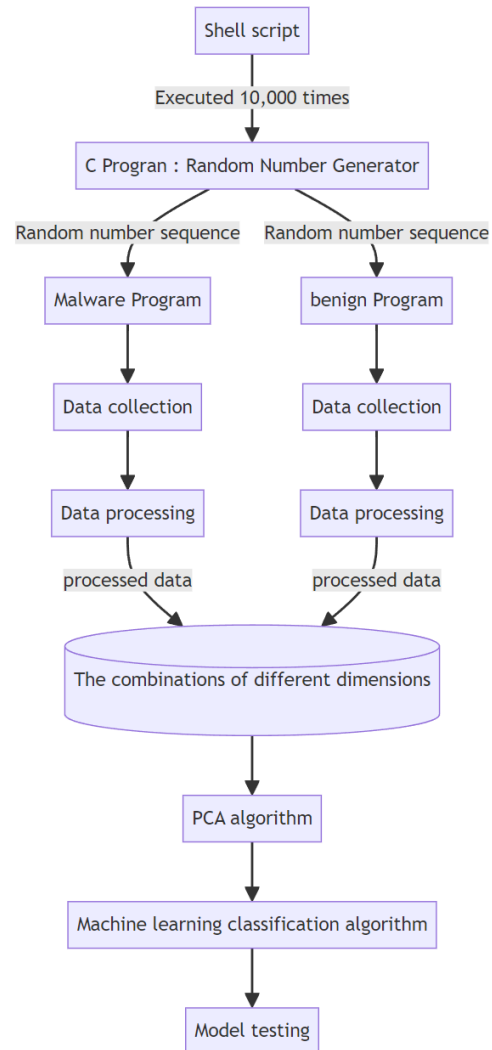 Shell script
Executed 10,000 times
C Progran : Random Number Generator
Random number sequence
Random number sequence
Malware Program
benign Program
Data collection
Data collection
Data processing
Data processing
processed data
processed data
The combinations of different dimensions
PCA algorithm
Machine learning classification algorithm
Model testing